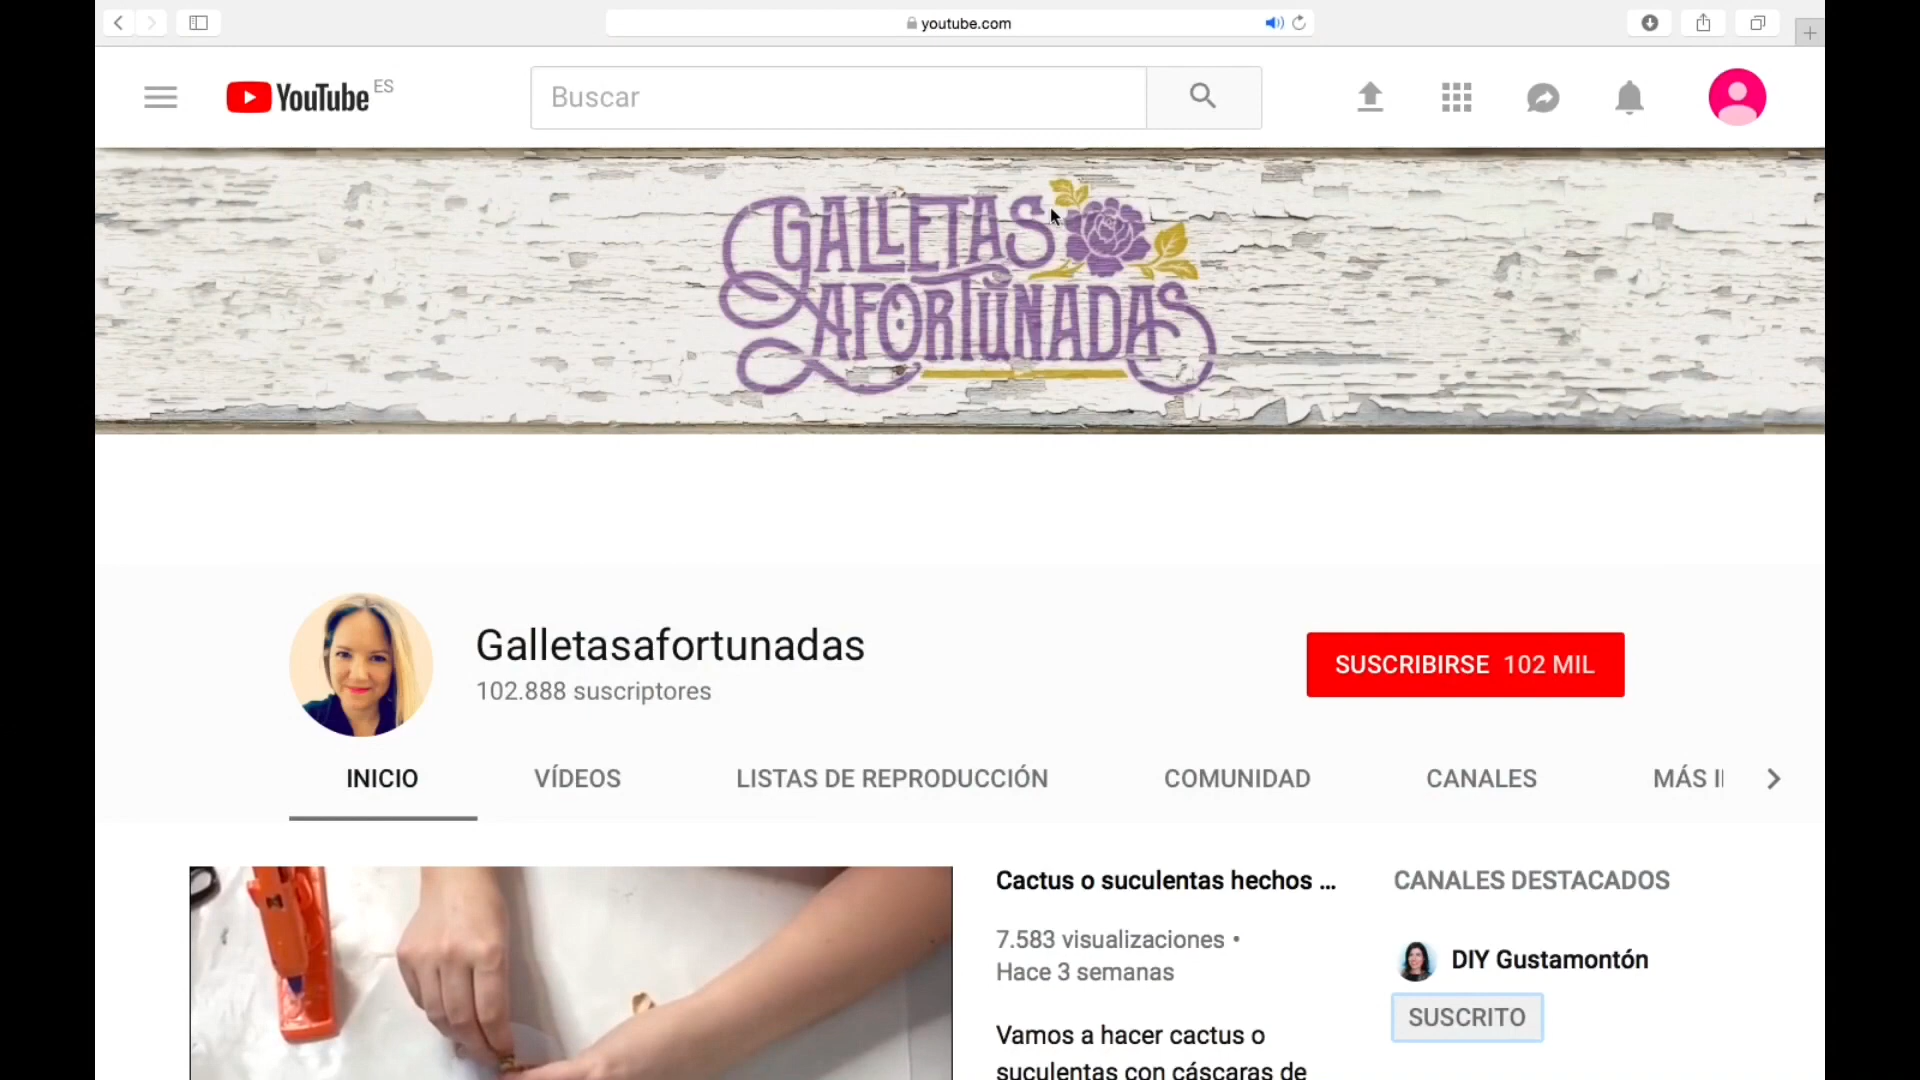 youtube.com
YouTube ES
Buscar
GALLETAS
AFORTUNADAS
Galletasafortunadas
102.888 suscriptores
SUSCRIBIRSE 102 MIL
INICIO
VÍDEOS
LISTAS DE REPRODUCCIÓN
COMUNIDAD
CANALES
MÁS
Cactus o suculentas hechos ...
7.583 visualizaciones •
Hace 3 semanas
Vamos a hacer cactus o
suculentas con cáscaras de
CANALES DESTACADOS
DIY Gustamontón
SUSCRITO